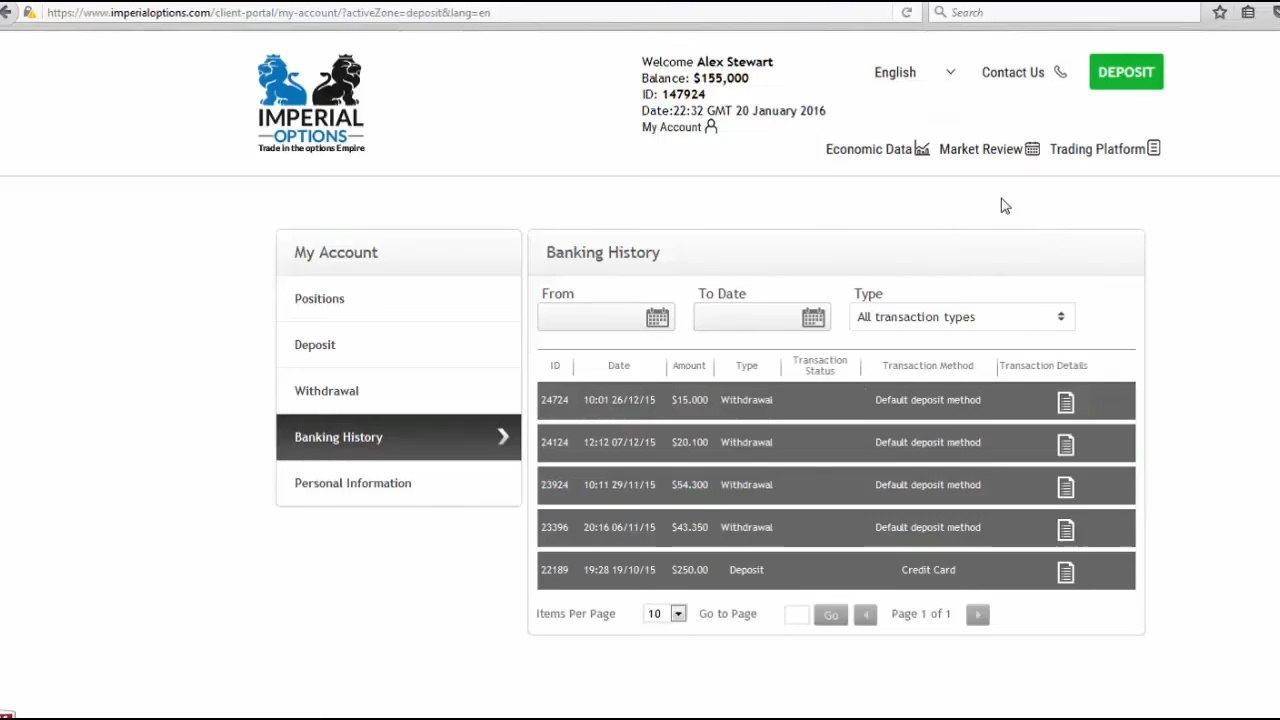 https://www.imperialoptions.com/client-portal/my-account/?activeZone=deposit&lang=en
Search
IMPERIAL
OPTIONS
Trade in the options Empire
Welcome Alex Stewart
Balance: $155,000
ID: 147924
Date:22:32 GMT 20 January 2016
My Account
English
Contact Us
DEPOSIT
Economic Data
Market Review
Trading Platform
My Account
Positions
Deposit
Withdrawal
Banking History
Personal Information
Banking History
From To Date Type
All transaction types
ID Date Amount Type Transaction Status Transaction Method Transaction Details
24724 10:01 26/12/15 $15.000 Withdrawal Default deposit method
24124 12:12 07/12/15 $20.100 Withdrawal Default deposit method
23924 10:11 29/11/15 $54.300 Withdrawal Default deposit method
23396 20:16 06/11/15 $43.350 Withdrawal Default deposit method
22189 19:28 19/10/15 $250.00 Deposit Credit Card
Items Per Page 10 Go to Page Go Page 1 of 1